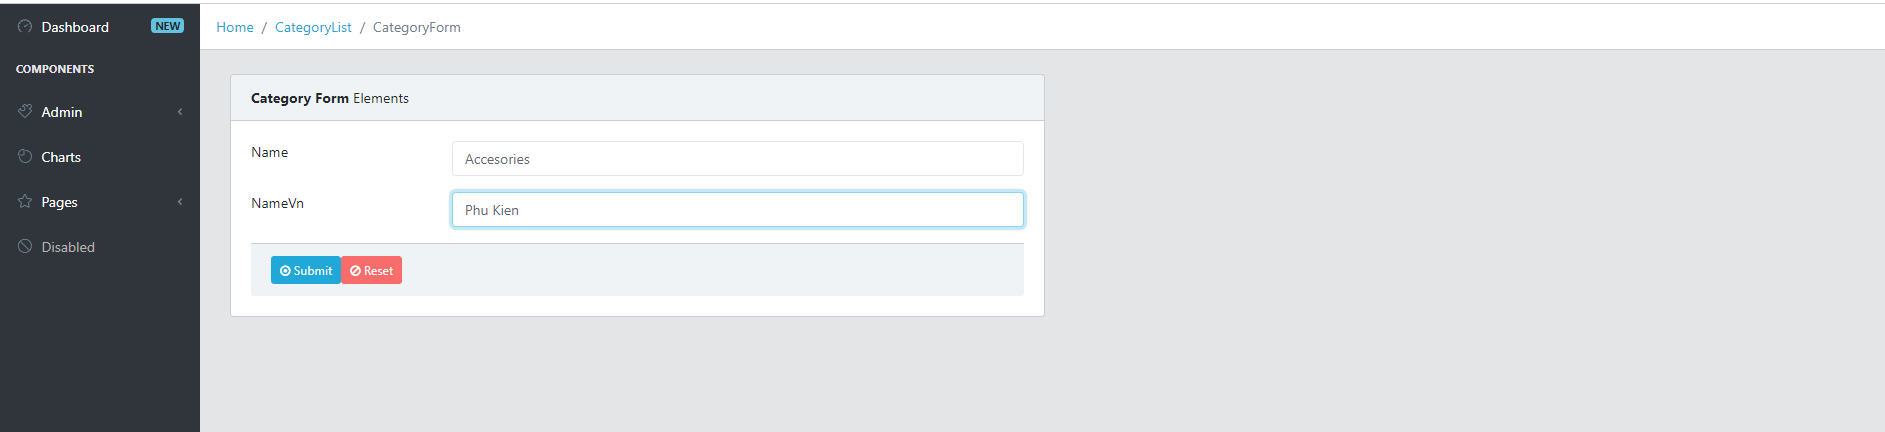 Dashboard NEW
COMPONENTS
Admin
Charts
Pages
Disabled
Home / CategoryList / CategoryForm
Category Form Elements
Name Accesories
NameVn Phu Kien
Submit Reset